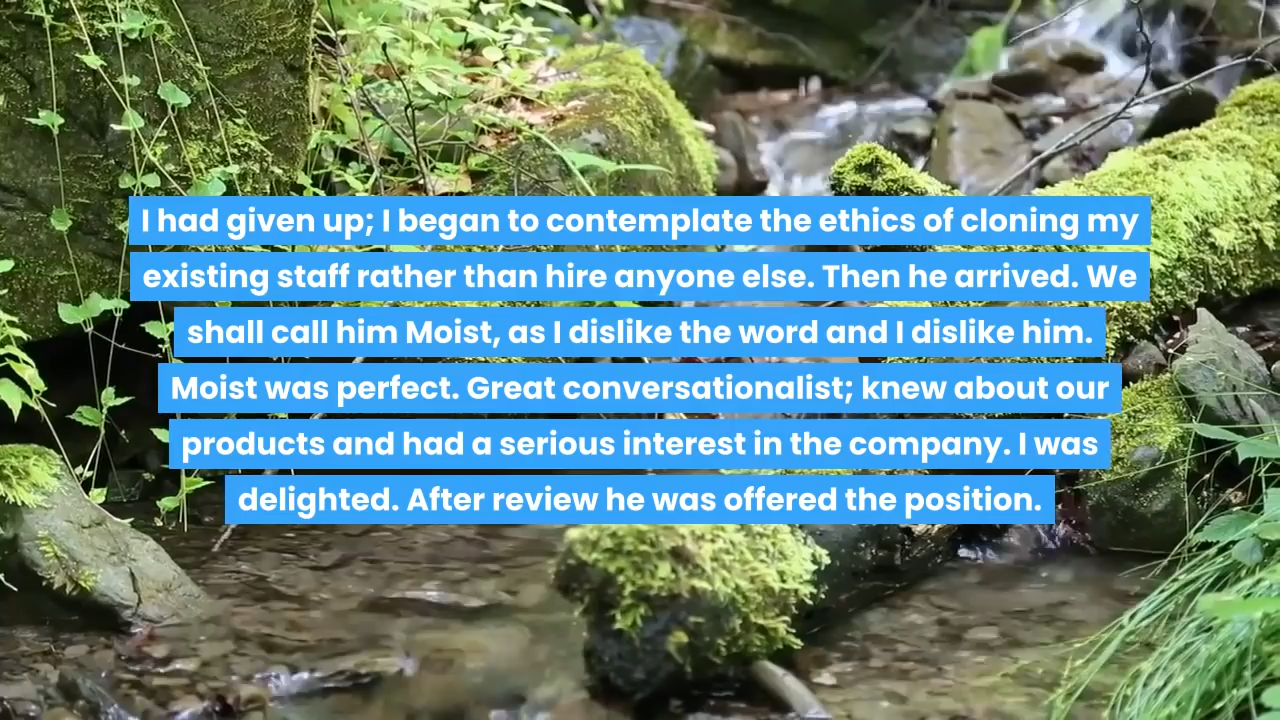 I had given up; I began to contemplate the ethics of cloning my
existing staff rather than hire anyone else. Then he arrived. We
shall call him Moist, as I dislike the word and I dislike him.
Moist was perfect. Great conversationalist; knew about our
products and had a serious interest in the company. I was
delighted. After review he was offered the position.